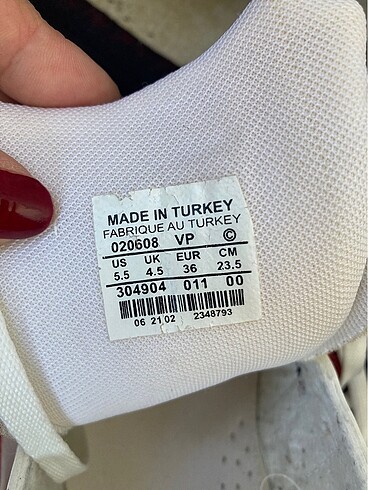 MADE IN TURKEY
FABRIQUE AU TURKEY
020608 VP ©
US UK EUR CM
5.5 4.5 36 23.5
304904 011 00
06 21 02 2348793